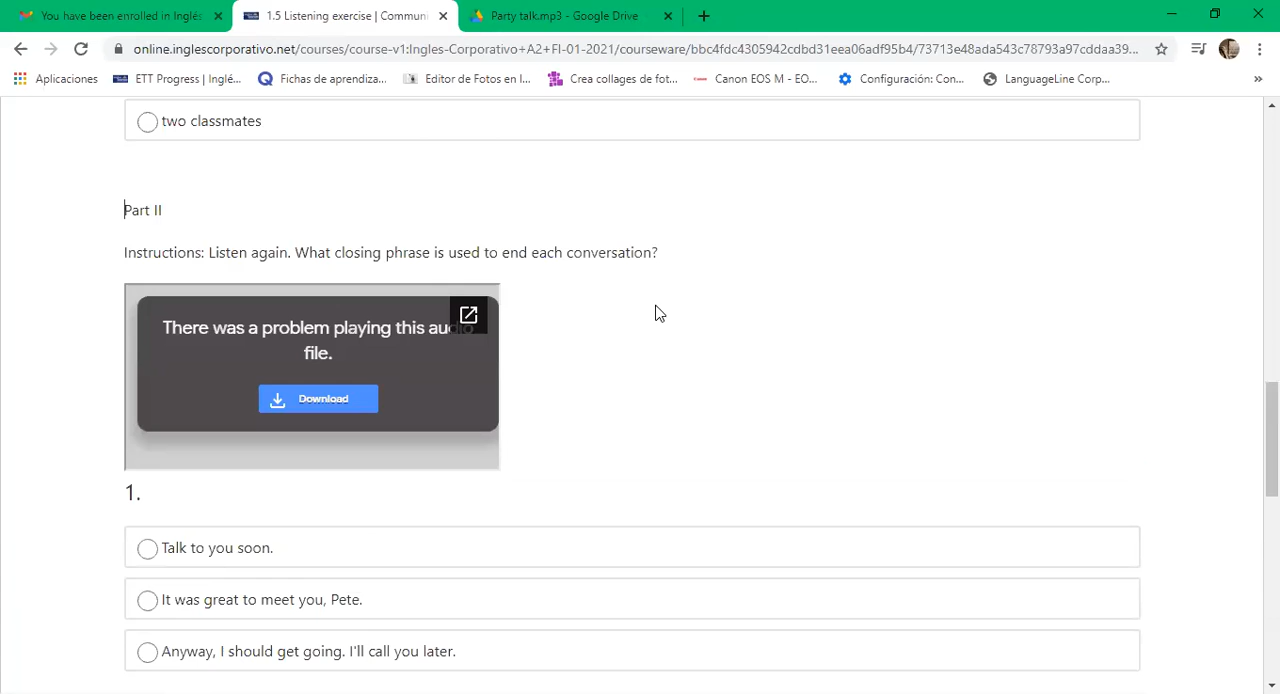 You have been enrolled in Inglés
1.5 Listening exercise | Communi
Party talk.mp3 - Google Drive
online.inglescorporativo.net/courses/course-v1:Ingles-Corporativo+A2+FI-01-2021/courseware/bbc4fdc4305942cdbd31eea06adf95b4/73713e48ada543c78793a97cddaa39...
Aplicaciones
ETT Progress | Inglé...
Fichas de aprendiza...
Editor de Fotos en l...
Crea collages de fot...
Canon EOS M - EO...
Configuración: Con...
LanguageLine Corp...
two classmates
Part II
Instructions: Listen again. What closing phrase is used to end each conversation?
There was a problem playing this audio
file.
Download
1.
Talk to you soon.
It was great to meet you, Pete.
Anyway, I should get going. I'll call you later.